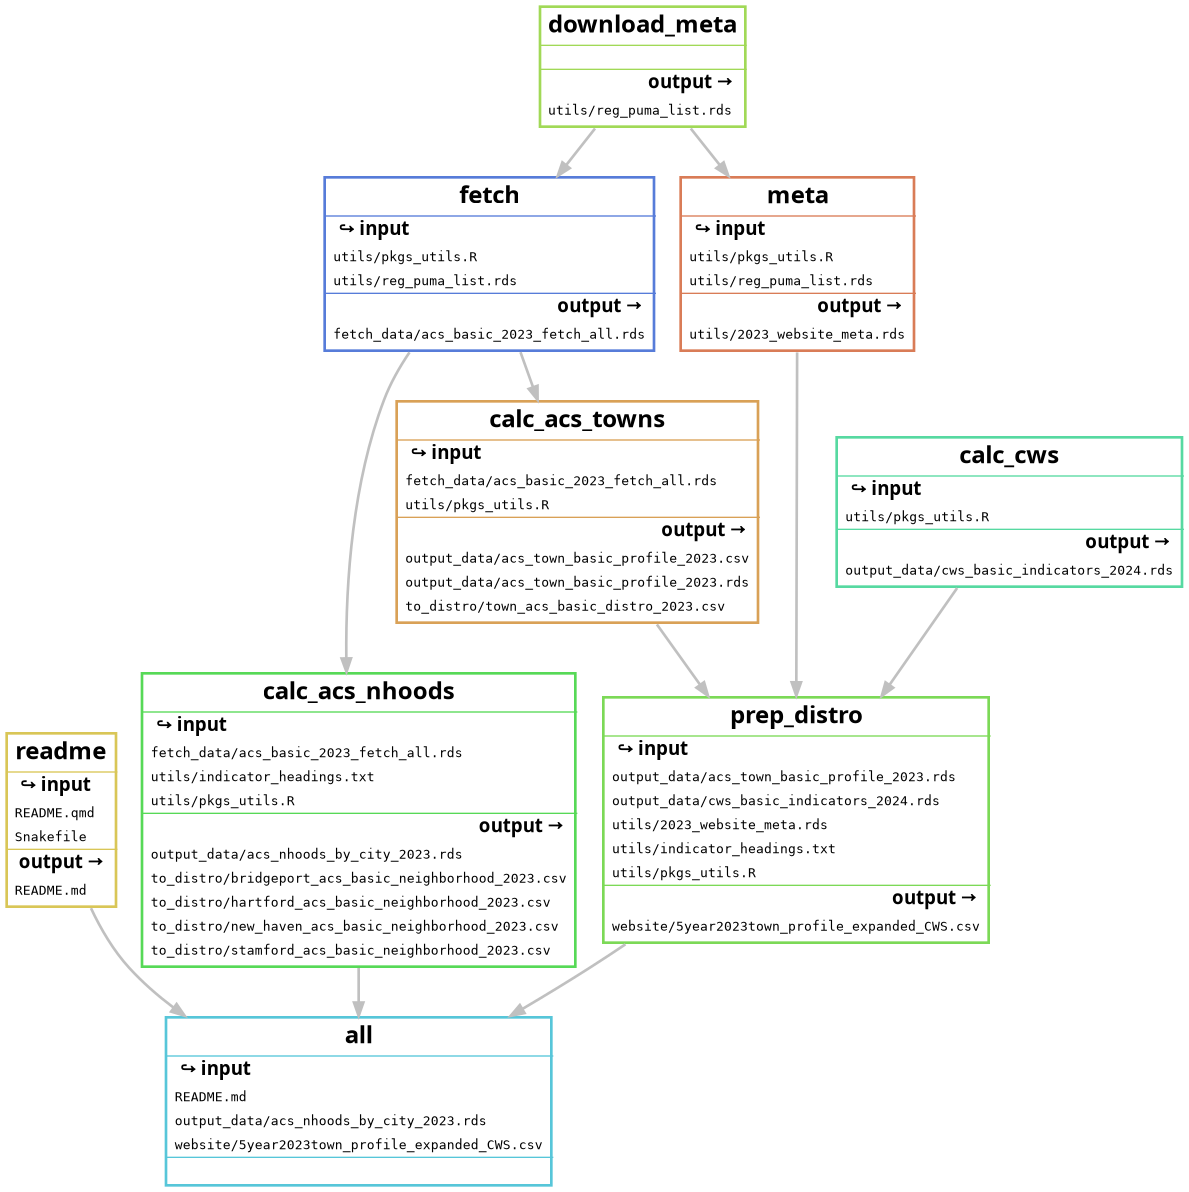 download_meta
output →
utils/reg_puma_list.rds
fetch
↪ input
utils/pkgs_utils.R
utils/reg_puma_list.rds
output →
fetch_data/acs_basic_2023_fetch_all.rds
meta
↪ input
utils/pkgs_utils.R
utils/reg_puma_list.rds
output →
utils/2023_website_meta.rds
calc_acs_towns
↪ input
fetch_data/acs_basic_2023_fetch_all.rds
utils/pkgs_utils.R
output →
output_data/acs_town_basic_profile_2023.csv
output_data/acs_town_basic_profile_2023.rds
to_distro/town_acs_basic_distro_2023.csv
calc_cws
↪ input
utils/pkgs_utils.R
output →
output_data/cws_basic_indicators_2024.rds
readme
↪ input
README.qmd
Snakefile
output →
README.md
calc_acs_nhoods
↪ input
fetch_data/acs_basic_2023_fetch_all.rds
utils/indicator_headings.txt
utils/pkgs_utils.R
output →
output_data/acs_nhoods_by_city_2023.rds
to_distro/bridgeport_acs_basic_neighborhood_2023.csv
to_distro/hartford_acs_basic_neighborhood_2023.csv
to_distro/new_haven_acs_basic_neighborhood_2023.csv
to_distro/stamford_acs_basic_neighborhood_2023.csv
prep_distro
↪ input
output_data/acs_town_basic_profile_2023.rds
output_data/cws_basic_indicators_2024.rds
utils/2023_website_meta.rds
utils/indicator_headings.txt
utils/pkgs_utils.R
output →
website/5year2023town_profile_expanded_CWS.csv
all
↪ input
README.md
output_data/acs_nhoods_by_city_2023.rds
website/5year2023town_profile_expanded_CWS.csv